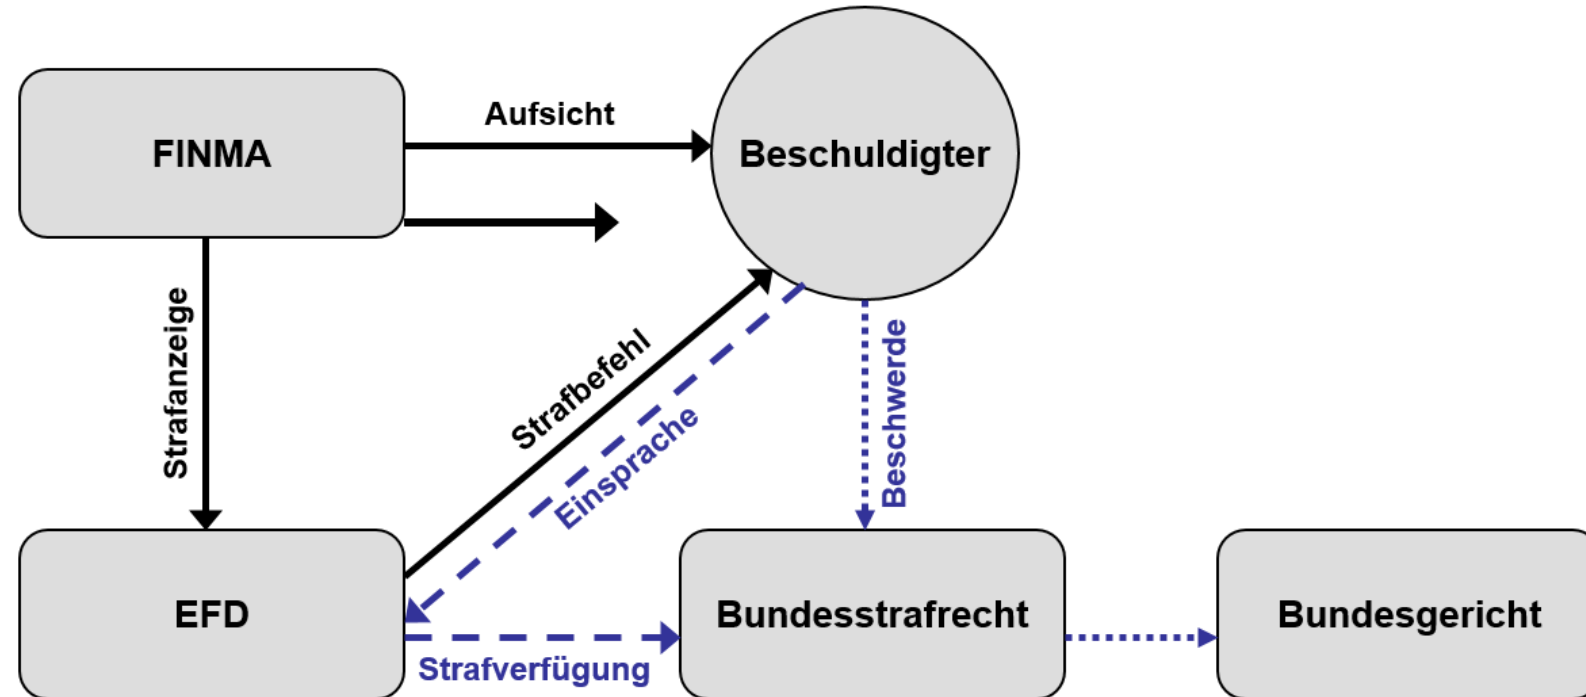 FINMA
Aufsicht
Beschuldigter
Strafanzeige
Strafbefehl
Einsprache
Beschwerde
EFD
Strafverfügung
Bundesstrafrecht
Bundesgericht